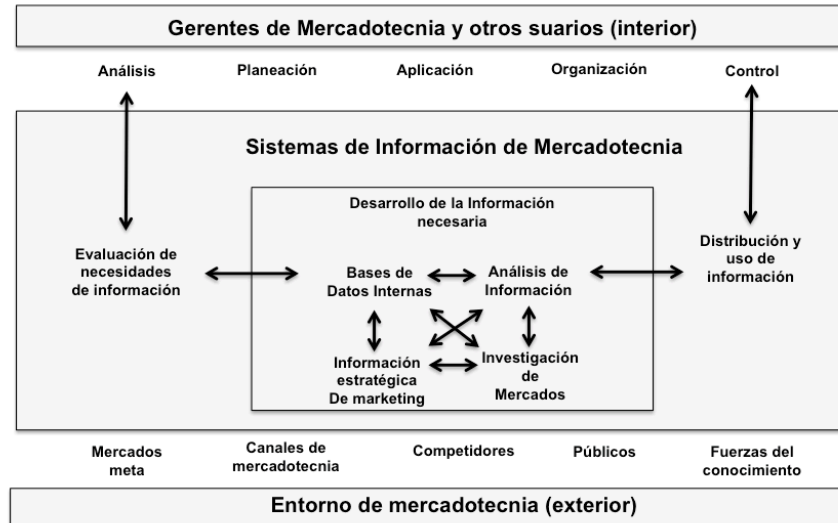 Gerentes de Mercadotecnia y otros suarios (interior)
Análisis
Planeación
Aplicación
Organización
Control
Sistemas de Información de Mercadotecnia
Desarrollo de la Información
necesaria
Evaluación de
necesidades
de información
Bases de
Datos Internas
Análisis de
Información
Distribución y
uso de
información
Información
estratégica
De marketing
Investigación
de
Mercados
Mercados
meta
Canales de
mercadotecnia
Competidores
Públicos
Fuerzas del
conocimiento
Entorno de mercadotecnia (exterior)